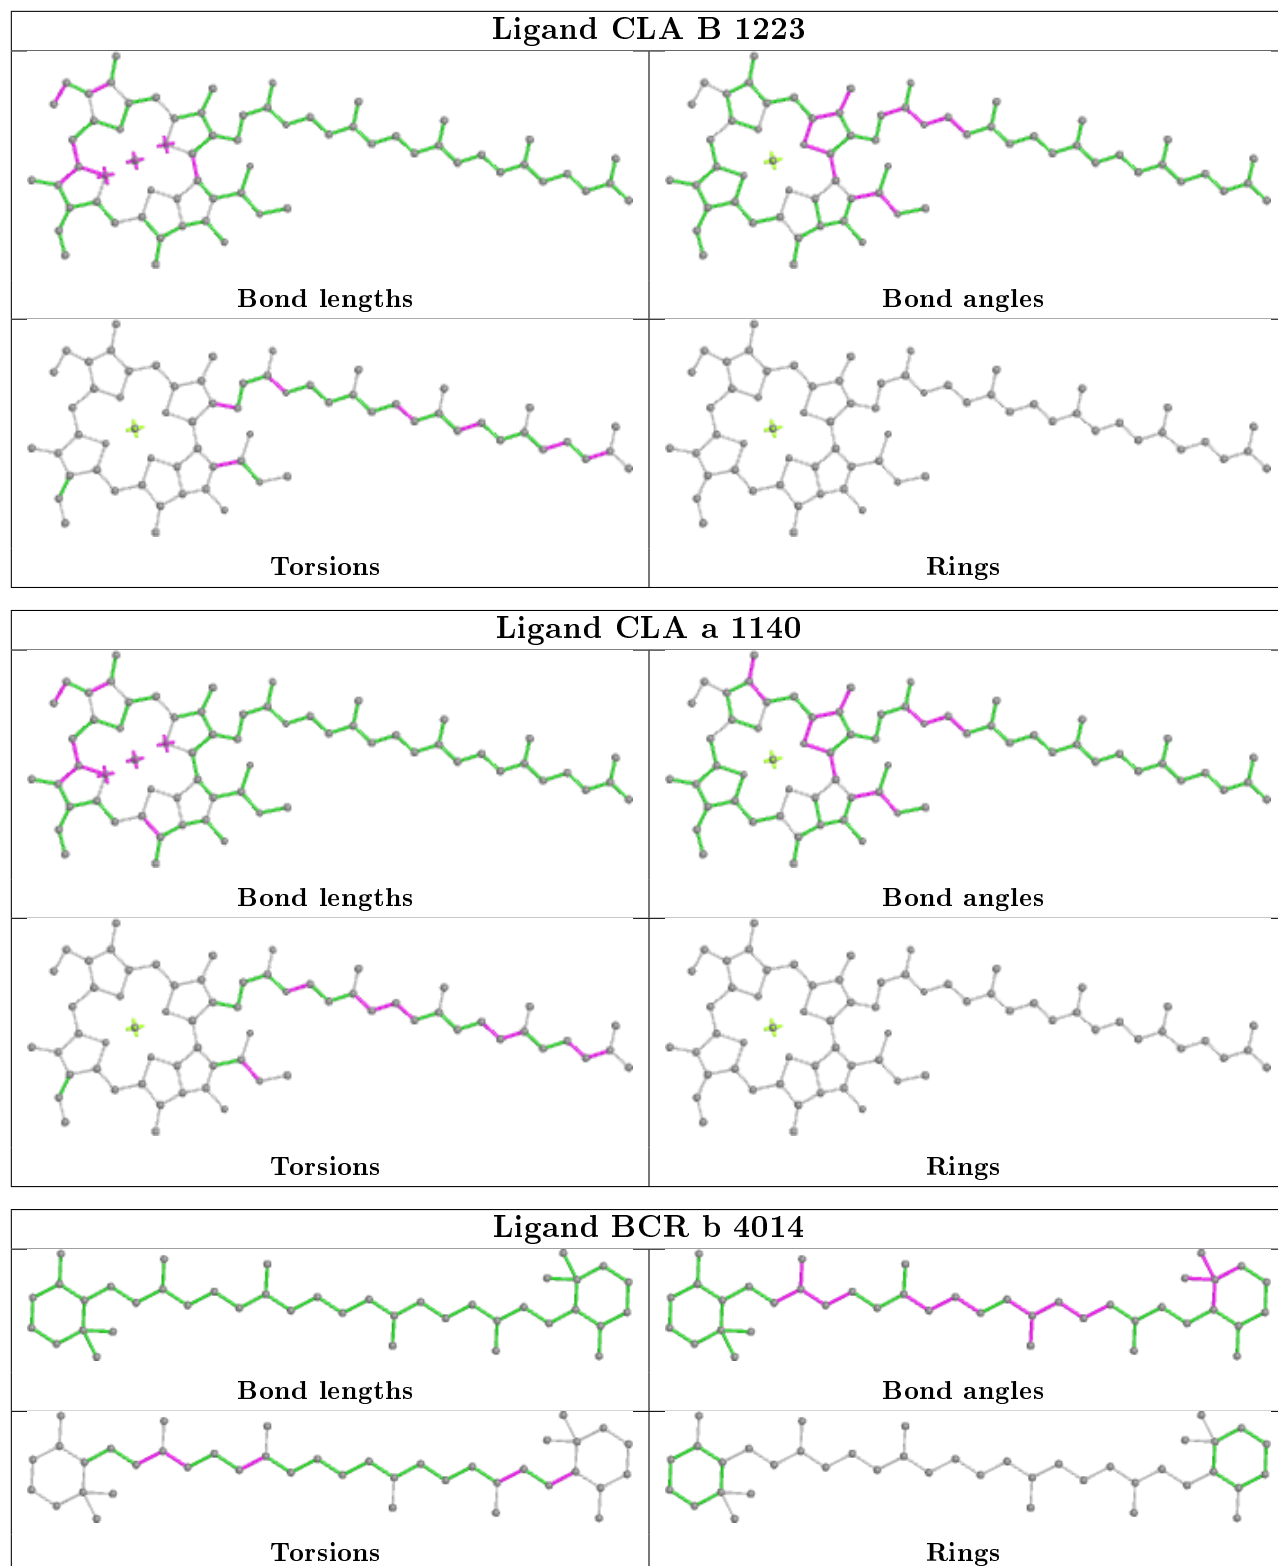 Ligand CLA B 1223
Bond lengths
Bond angles
Torsions
Rings
Ligand CLA a 1140
Bond lengths
Bond angles
Torsions
Rings
Ligand BCR b 4014
Bond lengths
Bond angles
Torsions
Rings